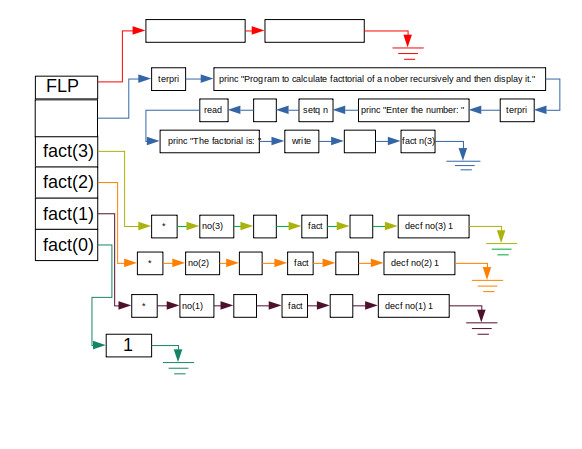 FLP
terpri
princ "Program to calculate facttorial of a nober recursively and then display it."
read
setq n
princ "Enter the number: "
terpri
princ "The factorial is: "
write
fact n(3)
fact(3)
fact(2)
fact(1)
fact(0)
*
no(3)
fact
decf no(3) 1
*
no(2)
fact
decf no(2) 1
*
no(1)
fact
decf no(1) 1
1